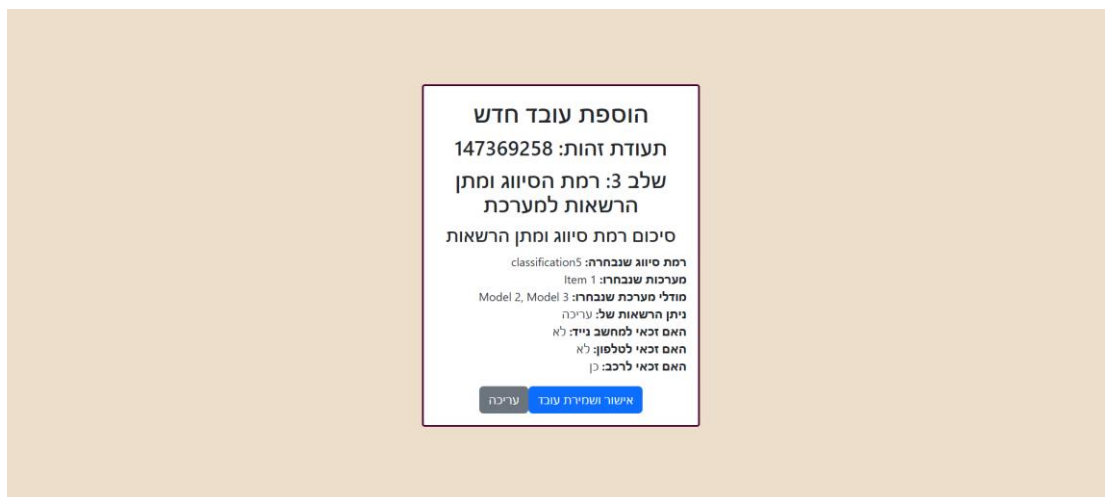 הוספת עובד חדש
תעודת זהות: 147369258
שלב 3: רמת הסיווג ומתן
הרשאות למערכת
סיכום רמת סיווג ומתן הרשאות
רמת סיווג שנבחרה: classification5
מערכות שנבחרו: Item 1
מודלי מערכת שנבחרו: Model 2, Model 3
ניתן הרשאות של: עריכה
האם זכאי למחשב נייד: לא
האם זכאי לטלפון: לא
האם זכאי לרכב: כן
אישור ושמירת עובד עריכה